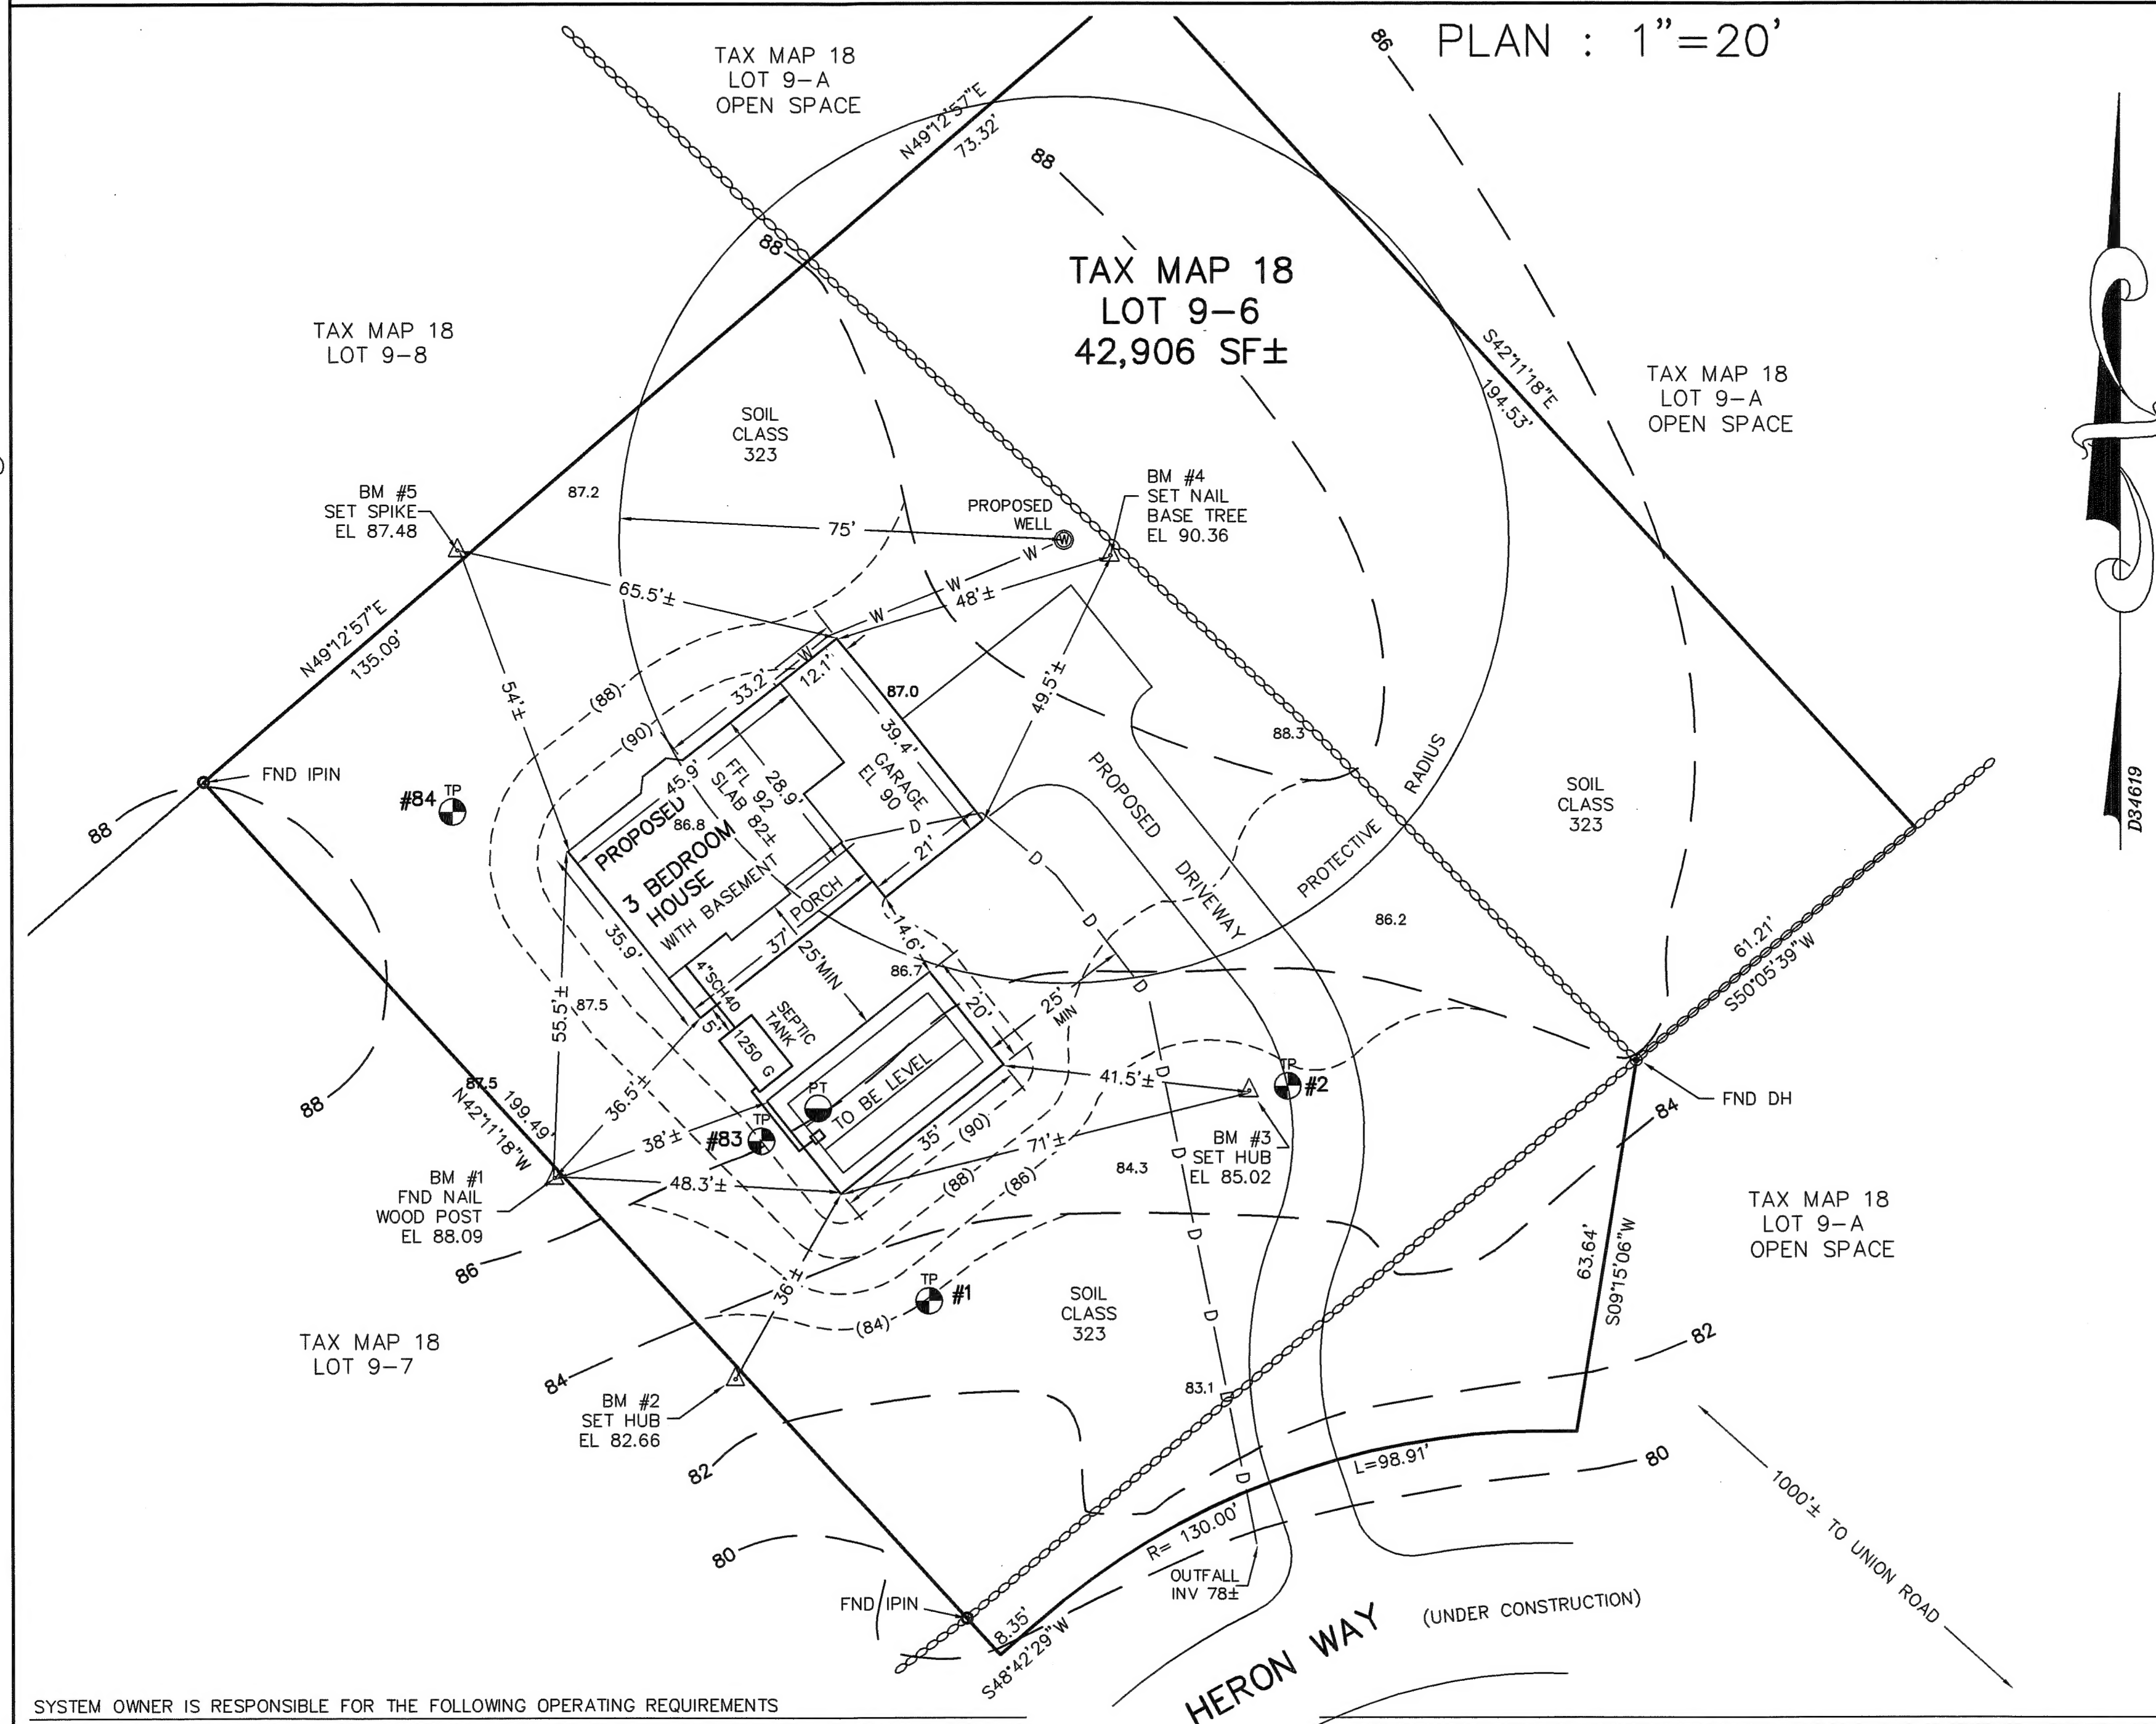 PLAN : 1"=20'
TAX MAP 18
LOT 9-A
OPEN SPACE
N49°12'57"E
73.32'
86
88
88
TAX MAP 18
LOT 9-6
42,906 SF±
TAX MAP 18
LOT 9-8
S42°11'18"E
194.53'
TAX MAP 18
LOT 9-A
OPEN SPACE
SOIL
CLASS
323
BM #5
SET SPIKE
EL 87.48
87.2
75'
PROPOSED
WELL
W
BM #4
SET NAIL
BASE TREE
EL 90.36
W
W
W
W
65.5'±
48'±
N49°12'57"E
135.09'
54'±
49.5'±
(88)
(90)
33.2'
12.1'
87.0
39.4'
88.3
FND IPIN
#84
TP
88
45.9'
FFL 92
SLAB 82±
28.9'
GARAGE
EL 90
D
21'
PROPOSED
86.8
3 BEDROOM
HOUSE
WITH BASEMENT
PORCH
37'
35.9'
PROPOSED
DRIVEWAY
PROTECTIVE
RADIUS
SOIL
CLASS
323
D34619
D
D
D
D
86.2
14.6'
25'MIN
86.7
4"SCH40
5'
SEPTIC
TANK
1250 G
20'
25'
MIN
61.21'
S50°05'39"W
87.5
55.5'±
36.5'±
88
87.5
199.49'
N42°11'18"W
PT
TO BE LEVEL
TP
#83
38'±
35'
(90)
41.5'±
D
D
TP
#2
FND DH
84
71'±
BM #3
SET HUB
EL 85.02
D
D
84.3
BM #1
FND NAIL
WOOD POST
EL 88.09
48.3'±
(88)
(86)
86
36'±
TP
#1
(84)
SOIL
CLASS
323
D
63.64'
S09°15'06"W
TAX MAP 18
LOT 9-A
OPEN SPACE
TAX MAP 18
LOT 9-7
84
BM #2
SET HUB
EL 82.66
83.1
82
82
D
L=98.91'
80
1000'± TO UNION ROAD
80
R= 130.00'
OUTFALL
INV 78±
FND IPIN
8.35'
S48°42'29"W
HERON WAY
(UNDER CONSTRUCTION)
SYSTEM OWNER IS RESPONSIBLE FOR THE FOLLOWING OPERATING REQUIREMENTS